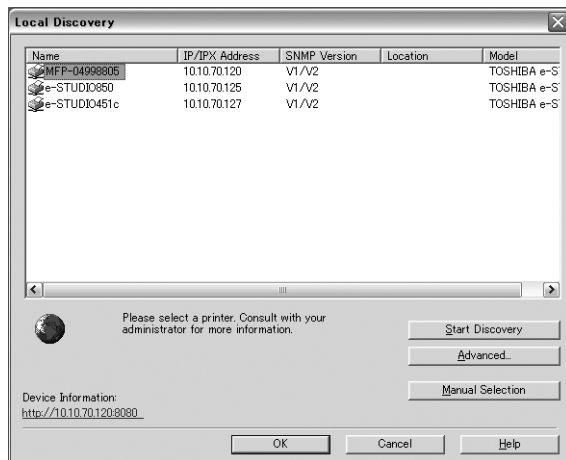 Local Discovery
Name IP/IPX Address SNMP Version Location Model
MFP-04998805 10.10.70.120 V1/V2 TOSHIBA e-S
e-STUDIO850 10.10.70.125 V1/V2 TOSHIBA e-S
e-STUDIO451c 10.10.70.127 V1/V2 TOSHIBA e-S
Please select a printer. Consult with your
administrator for more information.
Start Discovery
Advanced..
Manual Selection
Device Information:
http://10.10.70.120:8080
OK Cancel Help